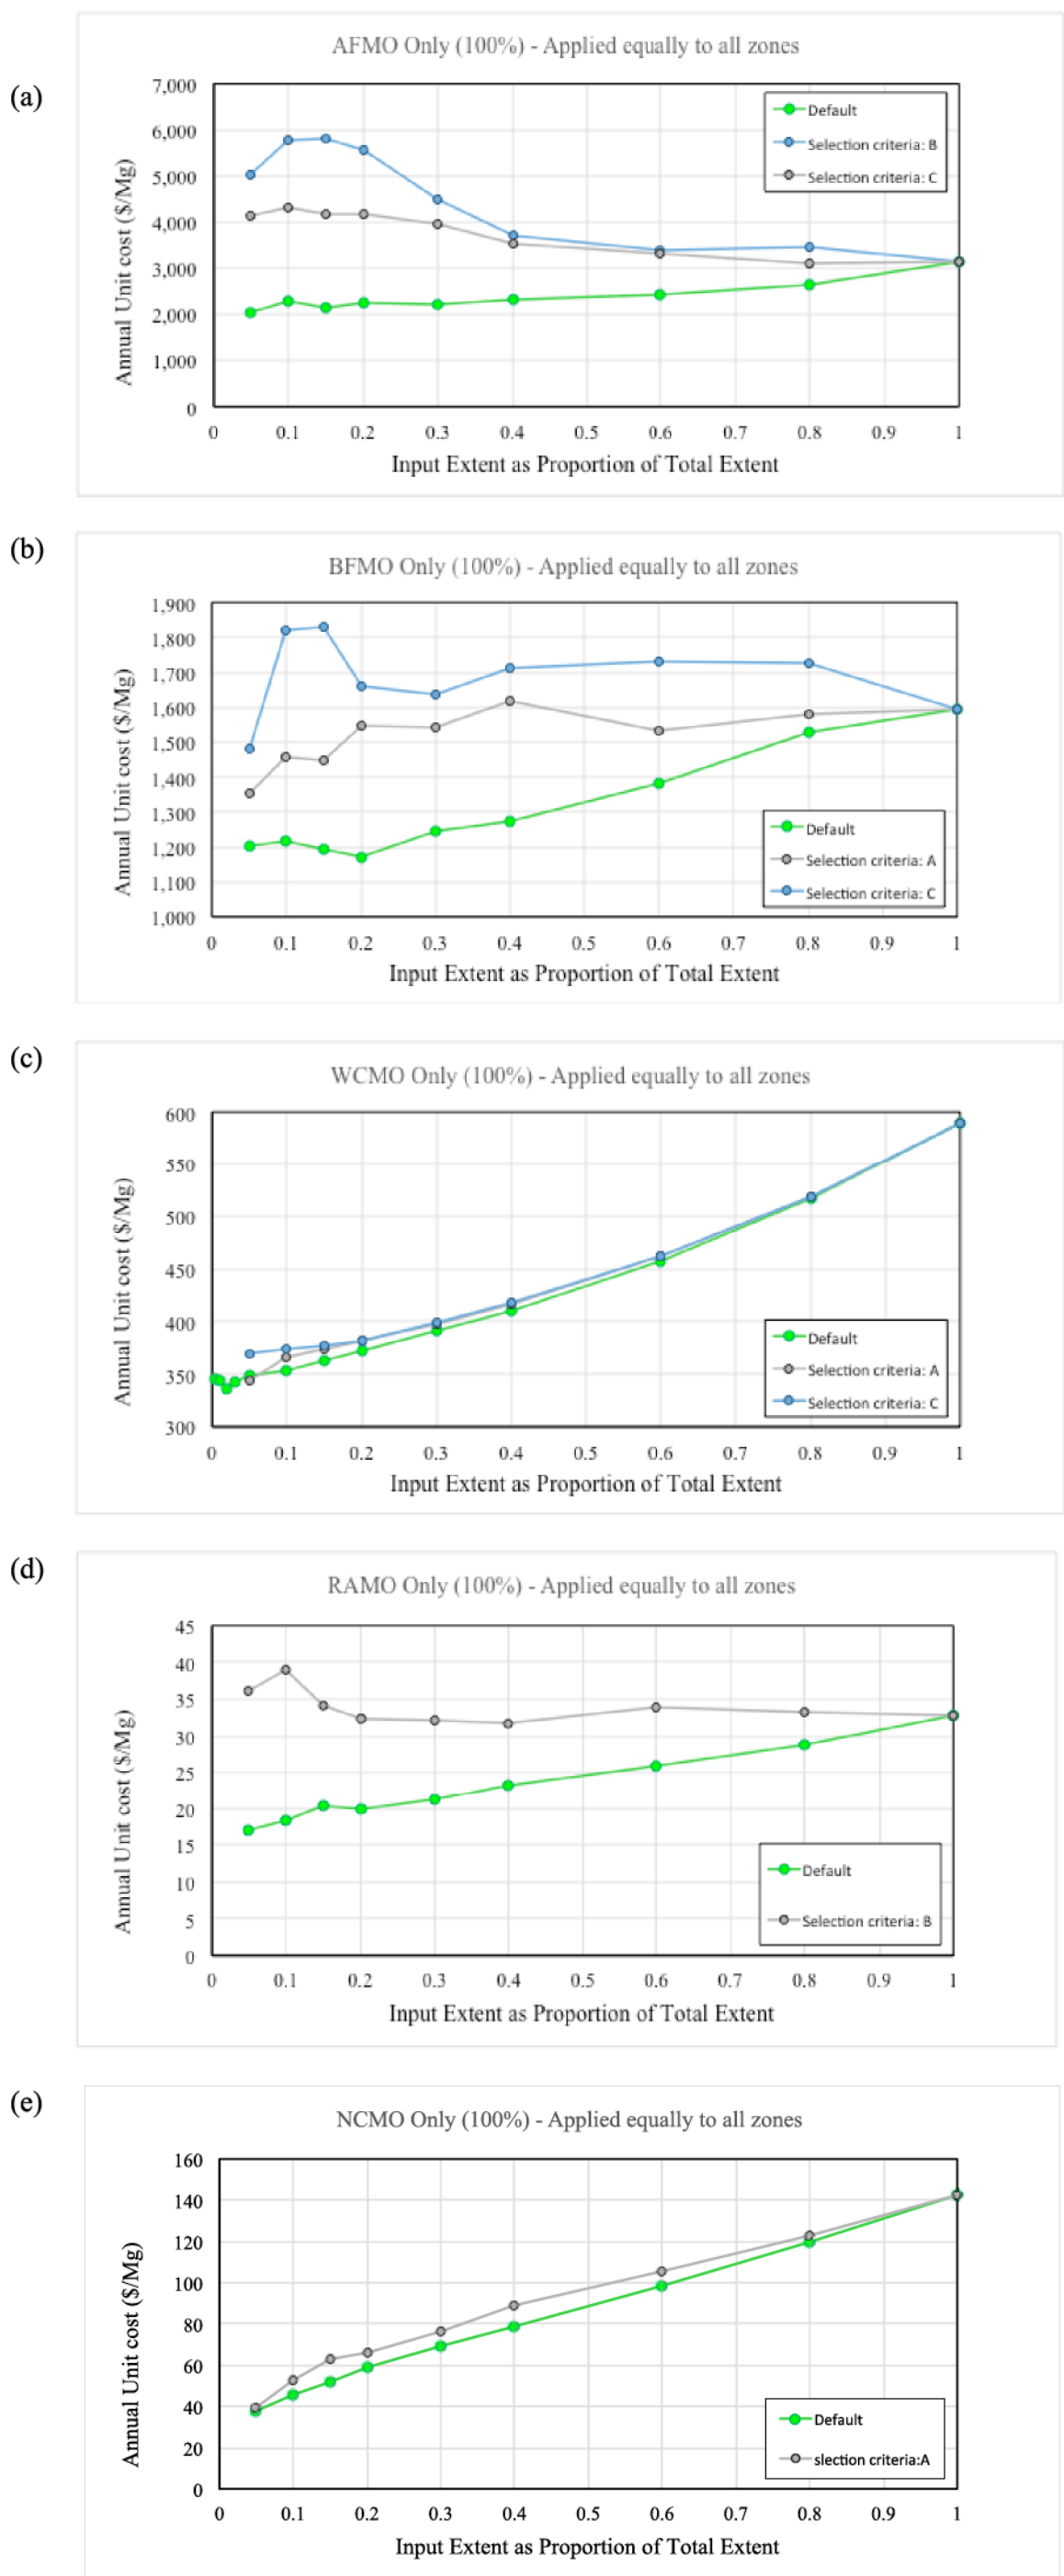 (a)
AFMO Only (100%) - Applied equally to all zones
7,000
6,000
5,000
4,000
3,000
2,000
1,000
0
Annual Unit cost ($/Mg)
Default
Selection criteria: B
Selection criteria: C
0 0.1 0.2 0.3 0.4 0.5 0.6 0.7 0.8 0.9 1
Input Extent as Proportion of Total Extent
(b)
BFMO Only (100%) - Applied equally to all zones
1,900
1,800
1,700
1,600
1,500
1,400
1,300
1,200
1,100
1,000
Annual Unit cost ($/Mg)
Default
Selection criteria: A
Selection criteria: C
0 0.1 0.2 0.3 0.4 0.5 0.6 0.7 0.8 0.9 1
Input Extent as Proportion of Total Extent
(c)
WCMO Only (100%) - Applied equally to all zones
600
550
500
450
400
350
300
Annual Unit cost ($/Mg)
Default
Selection criteria: A
Selection criteria: C
0 0.1 0.2 0.3 0.4 0.5 0.6 0.7 0.8 0.9 1
Input Extent as Proportion of Total Extent
(d)
RAMO Only (100%) - Applied equally to all zones
45
40
35
30
25
20
15
10
5
0
Annual Unit cost ($/Mg)
Default
Selection criteria: B
0 0.1 0.2 0.3 0.4 0.5 0.6 0.7 0.8 0.9 1
Input Extent as Proportion of Total Extent
(e)
NCMO Only (100%) - Applied equally to all zones
160
140
120
100
80
60
40
20
0
Annual Unit cost ($/Mg)
Default
slection criteria:A
0 0.1 0.2 0.3 0.4 0.5 0.6 0.7 0.8 0.9 1
Input Extent as Proportion of Total Extent